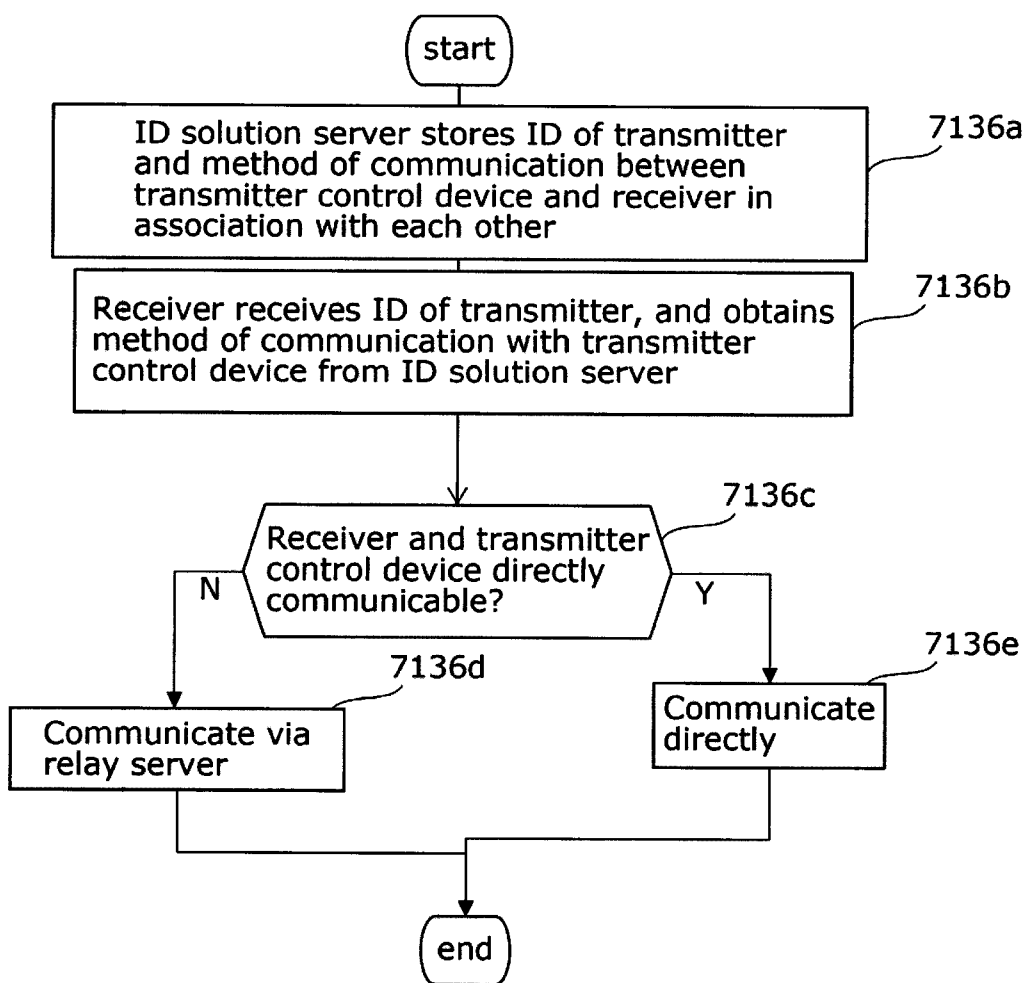 start
7136a
ID solution server stores ID of transmitter
and method of communication between
transmitter control device and receiver in
association with each other
7136b
Receiver receives ID of transmitter, and obtains
method of communication with transmitter
control device from ID solution server
7136c
Receiver and transmitter
control device directly
communicable?
N
Y
7136d
7136e
Communicate via
relay server
Communicate
directly
end